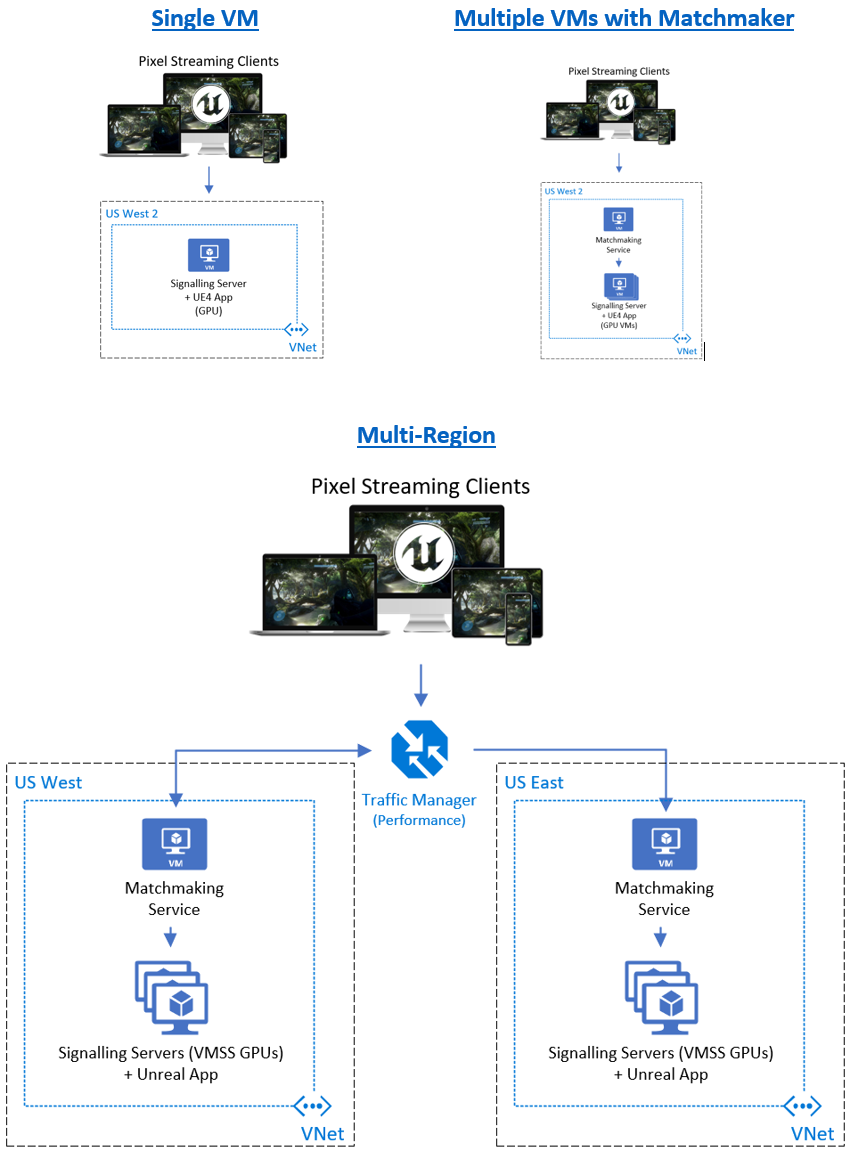 Single VM
Pixel Streaming Clients
US West 2
VM
Signalling Server
+ UE4 App
(GPU)
VNet
Multiple VMs with Matchmaker
Pixel Streaming Clients
US West 2
VM
Matchmaking
Service
VM
Signalling Server
+ UE4 App
(GPU VMs)
VNet
Multi-Region
Pixel Streaming Clients
Traffic Manager
(Performance)
US West
VM
Matchmaking
Service
Signalling Servers (VMSS GPUs)
+ Unreal App
VNet
US East
VM
Matchmaking
Service
Signalling Servers (VMSS GPUs)
+ Unreal App
VNet